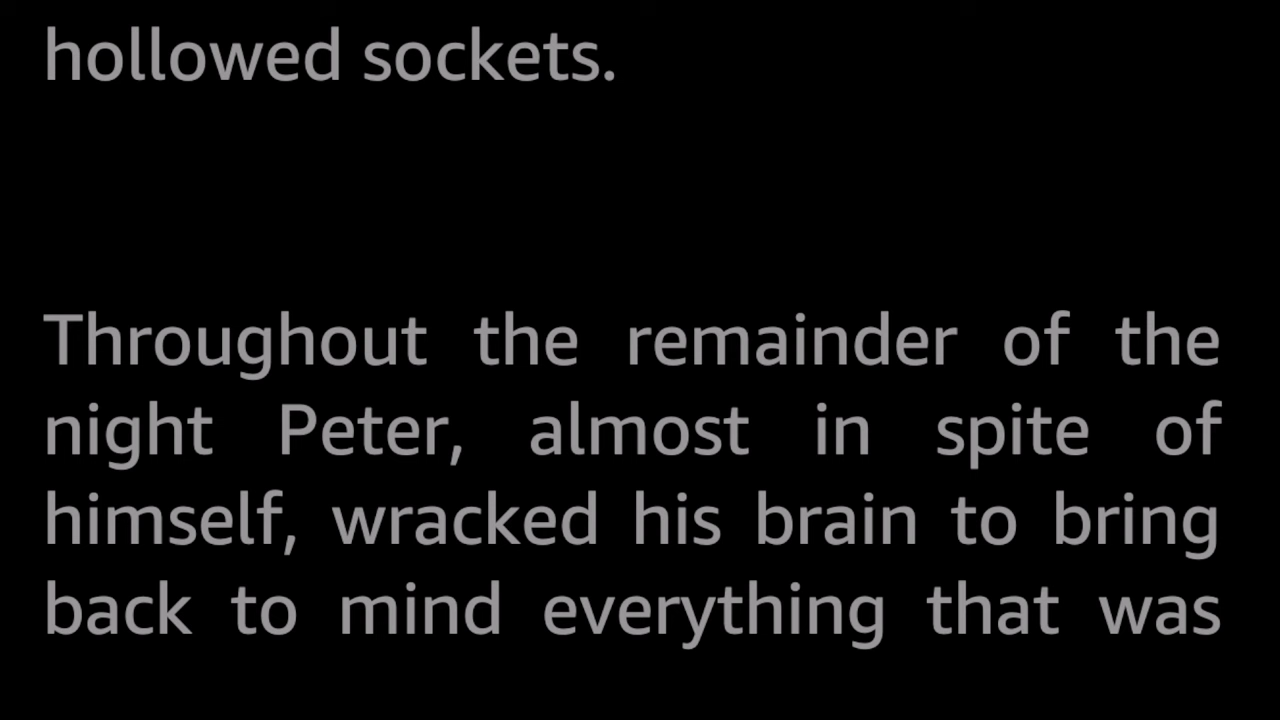 hollowed sockets.
Throughout the remainder of the
night Peter, almost in spite of
himself, wracked his brain to bring
back to mind everything that was